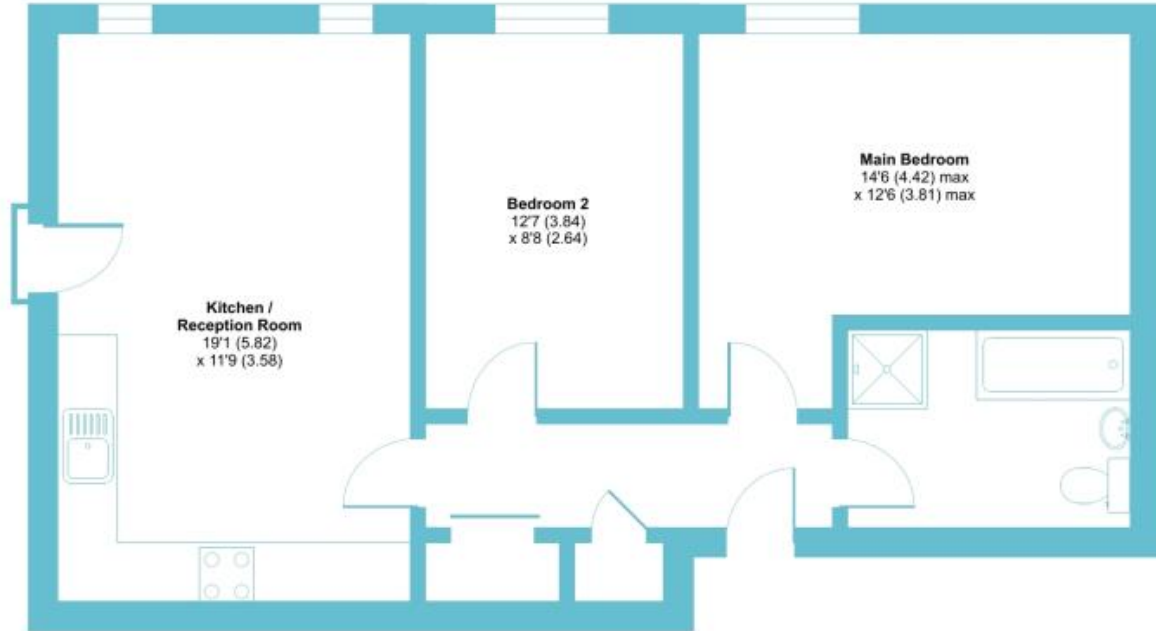 Kitchen /
Reception Room
19'1 (5.82)
x 11'9 (3.58)
Bedroom 2
12'7 (3.84)
x 8'8 (2.64)
Main Bedroom
14'6 (4.42) max
x 12'6 (3.81) max